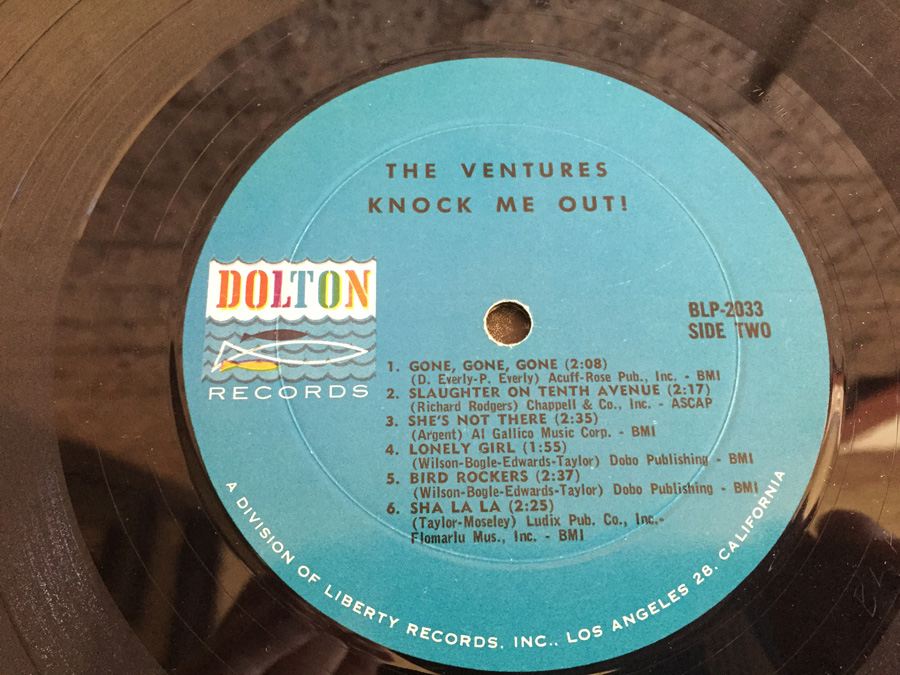 THE VENTURES
KNOCK ME OUT!
DOLTON
RECORDS
BLP-2033
SIDE TWO
1. GONE, GONE, GONE (2:08)
(D. Everly-P. Everly) Acuff-Rose Pub., Inc. - BMI
2. SLAUGHTER ON TENTH AVENUE (2:17)
(Richard Rodgers) Chappell & Co., Inc. - ASCAP
3. SHE'S NOT THERE (2:35)
(Argent) Al Gallico Music Corp. - BMI
4. LONELY GIRL (1:55)
(Wilson-Bogle-Edwards-Taylor) Dobo Publishing - BMI
5. BIRD ROCKERS (2:37)
(Wilson-Bogle-Edwards-Taylor) Dobo Publishing - BMI
6. SHA LA LA (2:25)
(Taylor-Moseley) Ludix Pub. Co., Inc.-
Flomarlu Mus., Inc. - BMI
A DIVISION OF LIBERTY RECORDS, INC., LOS ANGELES 28, CALIFORNIA